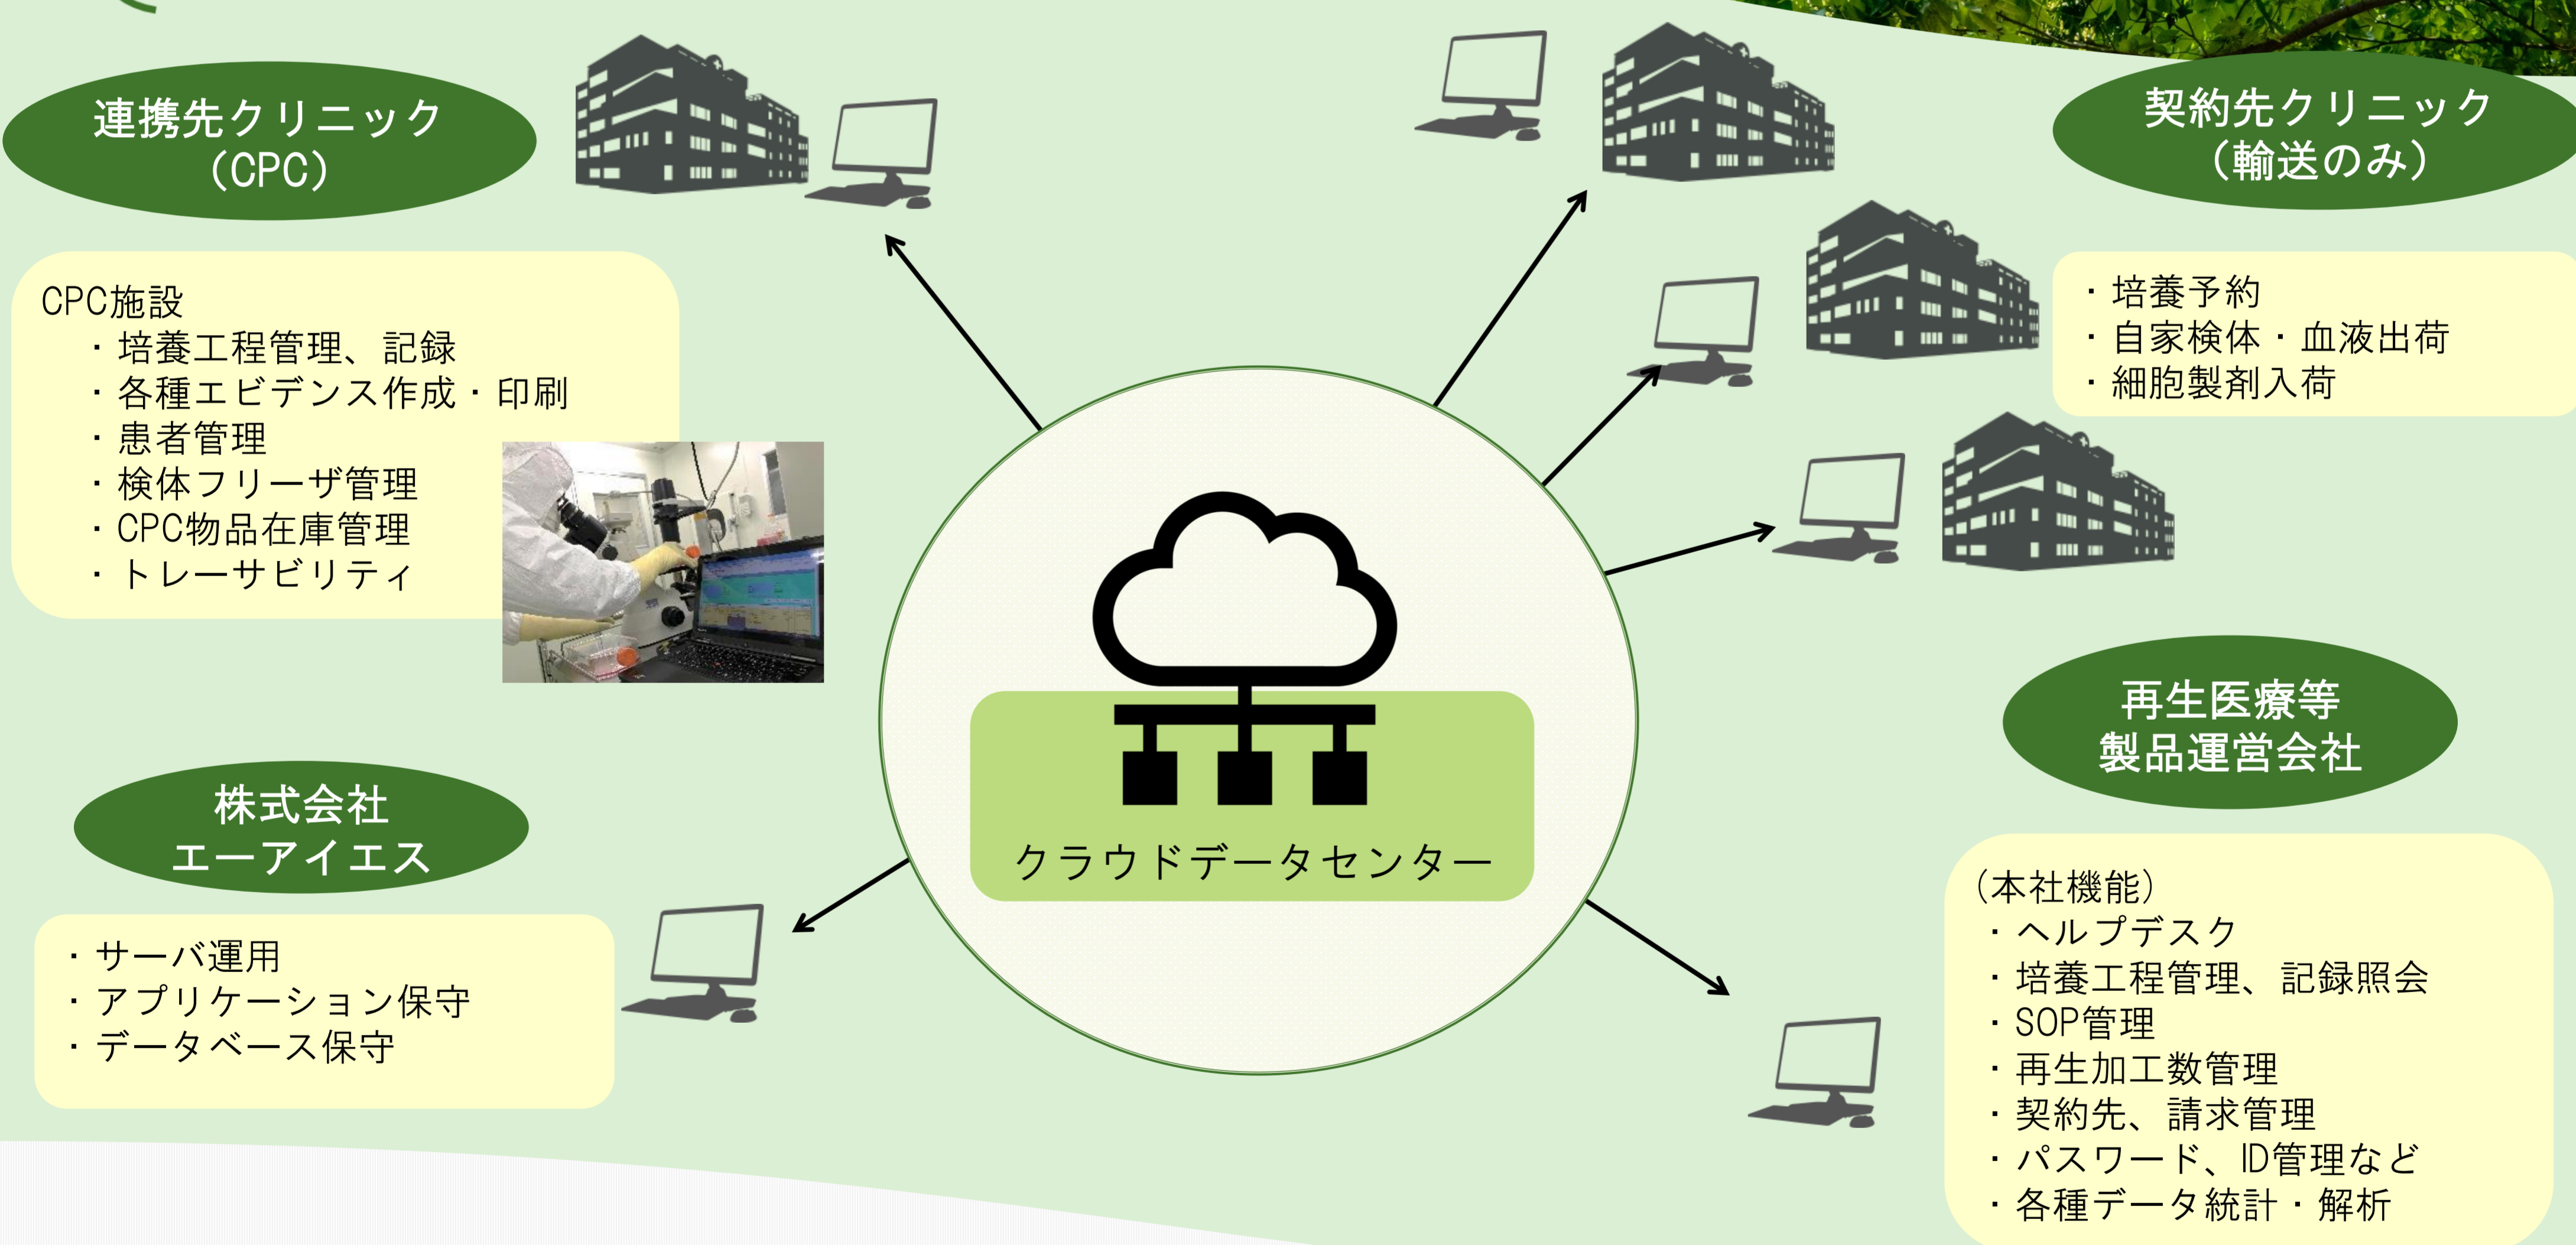 連携先クリニック
(CPC)
CPC施設
・培養工程管理、記録
・各種エビデンス作成・印刷
・患者管理
・検体フリーザ管理
・CPC物品在庫管理
・トレーサビリティ
契約先クリニック
(輸送のみ)
・培養予約
・自家検体・血液出荷
・細胞製剤入荷
クラウドデータセンター
株式会社
エーアイエス
・サーバ運用
・アプリケーション保守
・データベース保守
再生医療等
製品運営会社
(本社機能)
・ヘルプデスク
・培養工程管理、記録照会
・SOP管理
・再生加工数管理
・契約先、請求管理
・パスワード、ID管理など
・各種データ統計・解析